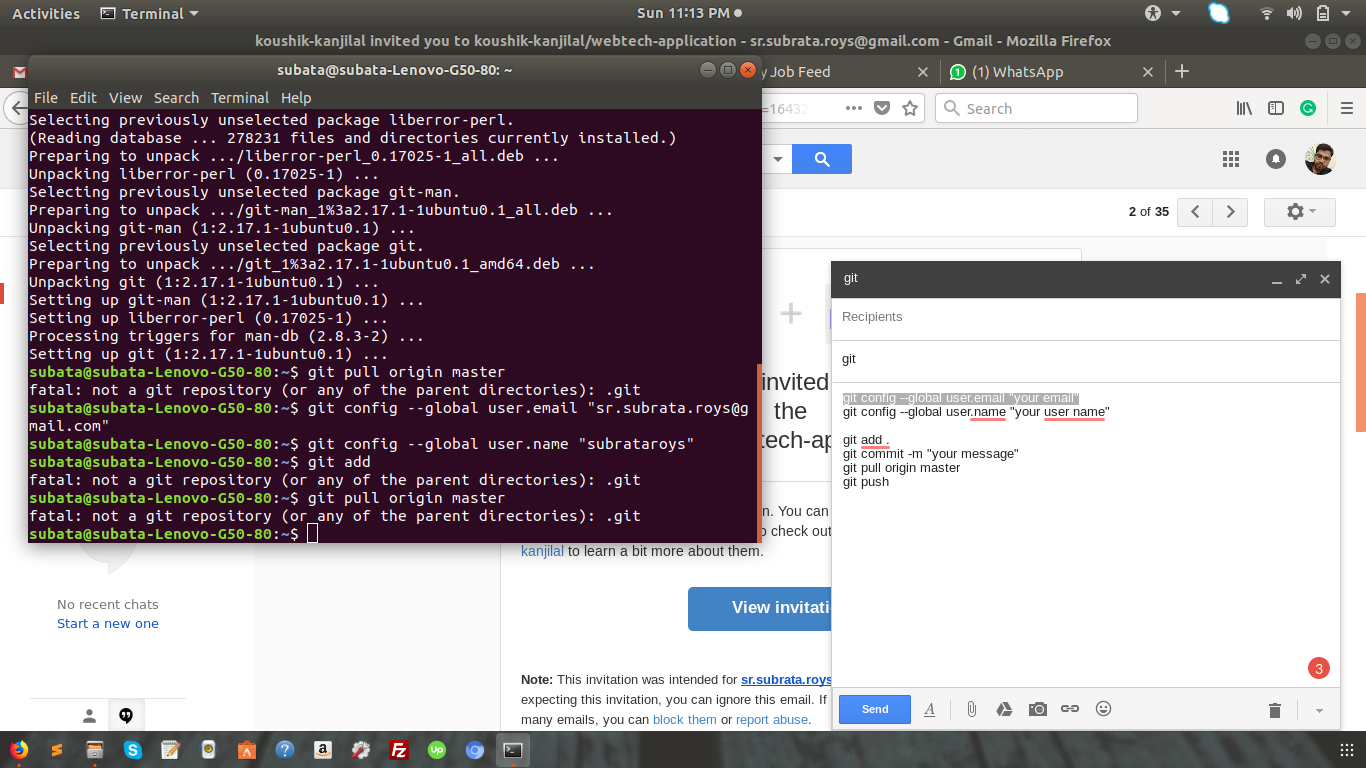 Activities
Terminal
Sun 11:13 PM
koushik-kanjilal invited you to koushik-kanjilal/webtech-application - sr.subrata.roys@gmail.com - Gmail - Mozilla Firefox
subata@subata-Lenovo-G50-80: ~
y Job Feed
(1) WhatsApp
File Edit View Search Terminal Help
=16432
Search
Selecting previously unselected package liberror-perl.
(Reading database ... 278231 files and directories currently installed.)
Preparing to unpack .../liberror-perl_0.17025-1_all.deb ...
Unpacking liberror-perl (0.17025-1) ...
Selecting previously unselected package git-man.
Preparing to unpack .../git-man_1%3a2.17.1-1ubuntu0.1_all.deb ...
Unpacking git-man (1:2.17.1-1ubuntu0.1) ...
Selecting previously unselected package git.
Preparing to unpack .../git_1%3a2.17.1-1ubuntu0.1_amd64.deb ...
Unpacking git (1:2.17.1-1ubuntu0.1) ...
Setting up git-man (1:2.17.1-1ubuntu0.1) ...
Setting up liberror-perl (0.17025-1) ...
Processing triggers for man-db (2.8.3-2) ...
Setting up git (1:2.17.1-1ubuntu0.1) ...
subata@subata-Lenovo-G50-80:~$ git pull origin master
fatal: not a git repository (or any of the parent directories): .git
subata@subata-Lenovo-G50-80:~$ git config --global user.email "sr.subrata.roys@g
mail.com"
subata@subata-Lenovo-G50-80:~$ git config --global user.name "subrataroys"
subata@subata-Lenovo-G50-80:~$ git add
fatal: not a git repository (or any of the parent directories): .git
subata@subata-Lenovo-G50-80:~$ git pull origin master
fatal: not a git repository (or any of the parent directories): .git
subata@subata-Lenovo-G50-80:~$
2 of 35
invited
the
tech-ap
n. You can
o check out
kanjilal to learn a bit more about them.
View invitati
Note: This invitation was intended for sr.subrata.roys
expecting this invitation, you can ignore this email. If
many emails, you can block them or report abuse.
No recent chats
Start a new one
git
Recipients
git
git config --global user.email "your email"
git config --global user.name "your user name"
git add .
git commit -m "your message"
git pull origin master
git push
3
Send